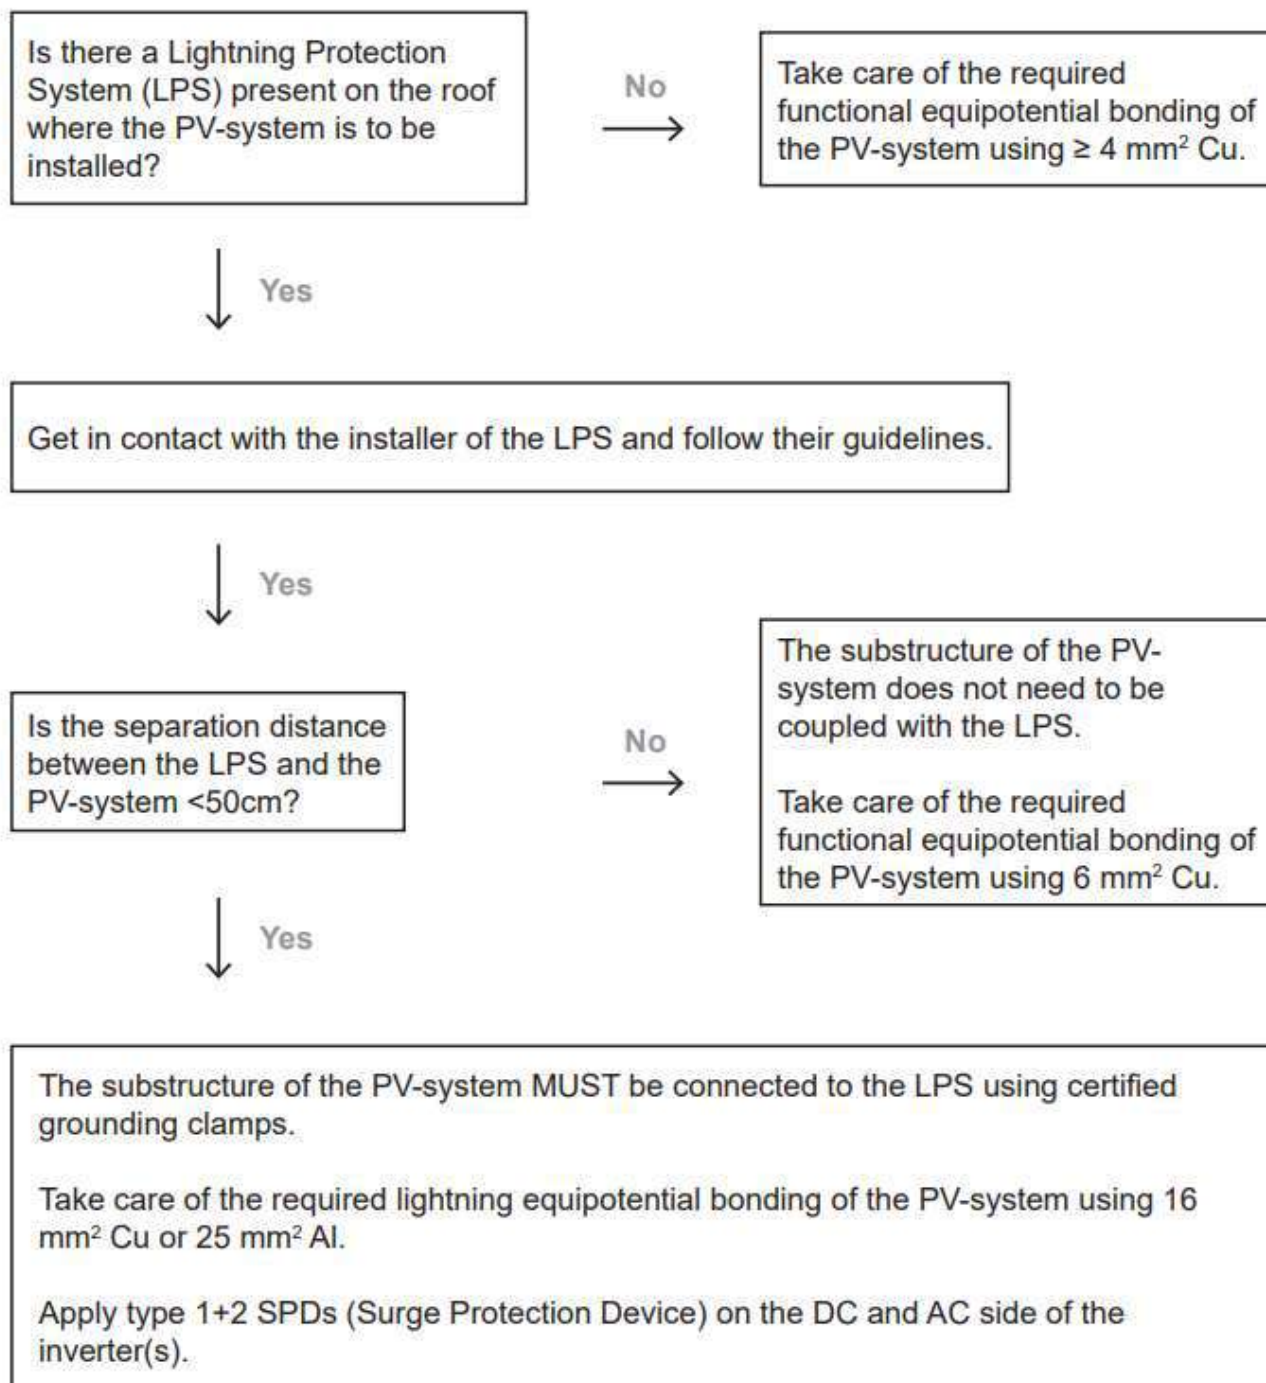 Is there a Lightning Protection
System (LPS) present on the roof
where the PV-system is to be
installed?
No
Take care of the required
functional equipotential bonding of
the PV-system using ≥ 4 mm² Cu.
Yes
Get in contact with the installer of the LPS and follow their guidelines.
Yes
Is the separation distance
between the LPS and the
PV-system <50cm?
No
The substructure of the PV-
system does not need to be
coupled with the LPS.
Take care of the required
functional equipotential bonding of
the PV-system using 6 mm² Cu.
Yes
The substructure of the PV-system MUST be connected to the LPS using certified
grounding clamps.
Take care of the required lightning equipotential bonding of the PV-system using 16
mm² Cu or 25 mm² Al.
Apply type 1+2 SPDs (Surge Protection Device) on the DC and AC side of the
inverter(s).